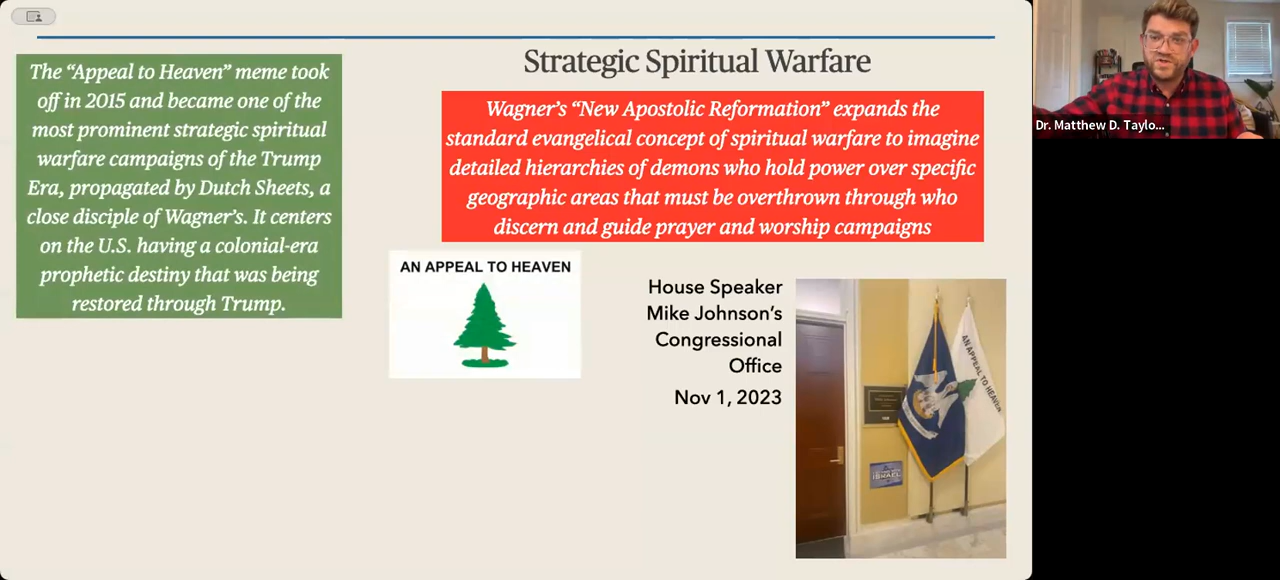 The “Appeal to Heaven” meme took
off in 2015 and became one of the
most prominent strategic spiritual
warfare campaigns of the Trump
Era, propagated by Dutch Sheets, a
close disciple of Wagner’s. It centers
on the U.S. having a colonial-era
prophetic destiny that was being
restored through Trump.
Strategic Spiritual Warfare
Wagner’s “New Apostolic Reformation” expands the
standard evangelical concept of spiritual warfare to imagine
detailed hierarchies of demons who hold power over specific
geographic areas that must be overthrown through who
discern and guide prayer and worship campaigns
AN APPEAL TO HEAVEN
House Speaker
Mike Johnson’s
Congressional
Office
Nov 1, 2023
AN APPEAL TO HEAVEN
ISRAEL
Dr. Matthew D. Taylo...